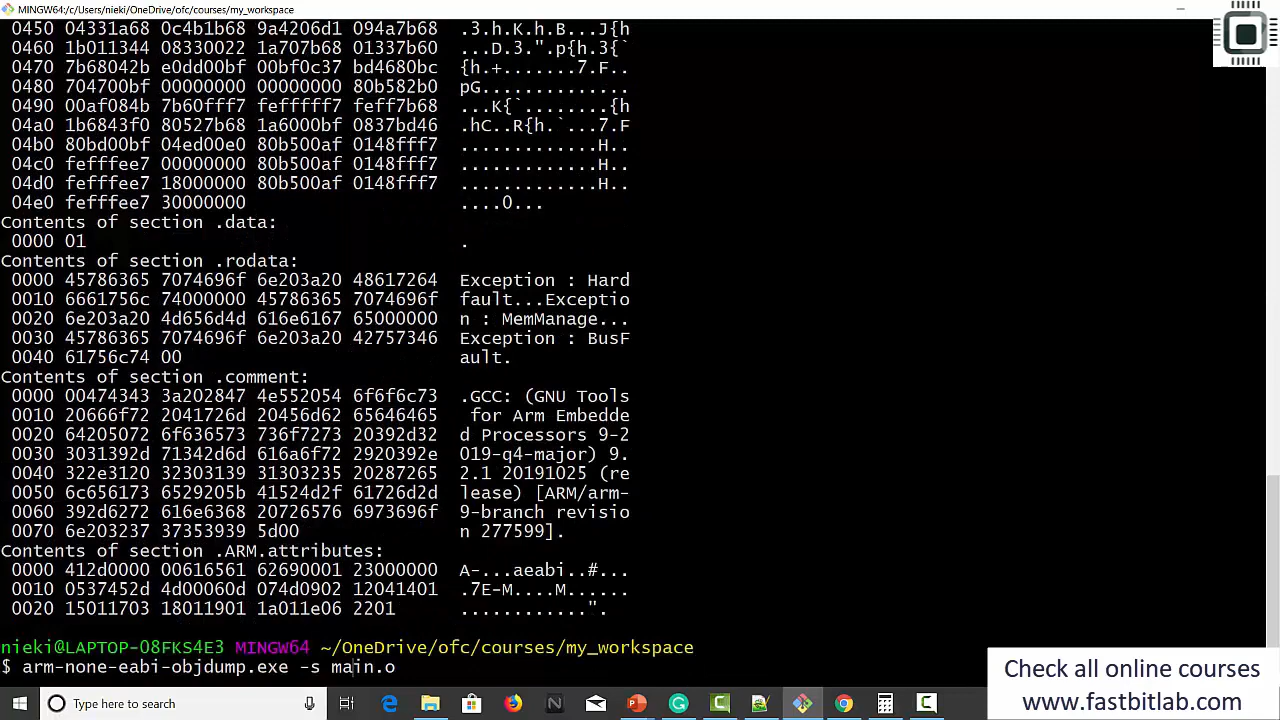 MINGW64:/c/Users/nieki/OneDrive/ofc/courses/my_workspace
0450 04331a68 0c4b1b68 9a4206d1 094a7b68 .3.h.K.h.B...J{h
0460 1b011344 08330022 1a707b68 01337b60 ...D.3.".p{h.3{`
0470 7b68042b e0dd00bf 00bf0c37 bd4680bc {h.+.......7.F..
0480 704700bf 00000000 00000000 80b582b0 pG..............
0490 00af084b 7b60fff7 feffffff7 feff7b68 ...K{`........{h
04a0 1b6843f0 80527b68 1a6000bf 0837bd46 .hC..R{h.`...7.F
04b0 80bd00bf 04ed00e0 80b500af 0148fff7 .............H..
04c0 fefffee7 00000000 80b500af 0148fff7 .............H..
04d0 fefffee7 18000000 80b500af 0148fff7 .............H..
04e0 fefffee7 30000000 ....0...
Contents of section .data:
0000 01 .
Contents of section .rodata:
0000 45786365 7074696f 6e203a20 48617264 Exception : Hard
0010 6661756c 74000000 45786365 7074696f fault...Exceptio
0020 6e203a20 4d656d4d 616e6167 65000000 n : MemManage...
0030 45786365 7074696f 6e203a20 42757346 Exception : BusF
0040 61756c74 00 ault.
Contents of section .comment:
0000 00474343 3a202847 4e552054 6f6f6c73 .GCC: (GNU Tools
0010 20666f72 2041726d 20456d62 65646465 for Arm Embedde
0020 64205072 6f636573 736f7273 20392d32 d Processors 9-2
0030 3031392d 71342d6d 616a6f72 2920392e 019-q4-major) 9.
0040 322e3120 32303139 31303235 20287265 2.1 20191025 (re
0050 6c656173 6529205b 41524d2f 61726d2d lease) [ARM/arm-
0060 392d6272 616e6368 20726576 6973696f 9-branch revisio
0070 6e203237 37353939 5d00 n 277599].
Contents of section .ARM.attributes:
0000 412d0000 00616561 62690001 23000000 A-...aeabi..#...
0010 0537452d 4d00060d 074d0902 12041401 .7E-M....M......
0020 15011703 18011901 1a011e06 2201 ............".
nieki@LAPTOP-O8FKS4E3 MINGW64 ~/OneDrive/ofc/courses/my_workspace
$ arm-none-eabi-objdump.exe -s main.o
Check all online courses
www.fastbitlab.com
Type here to search